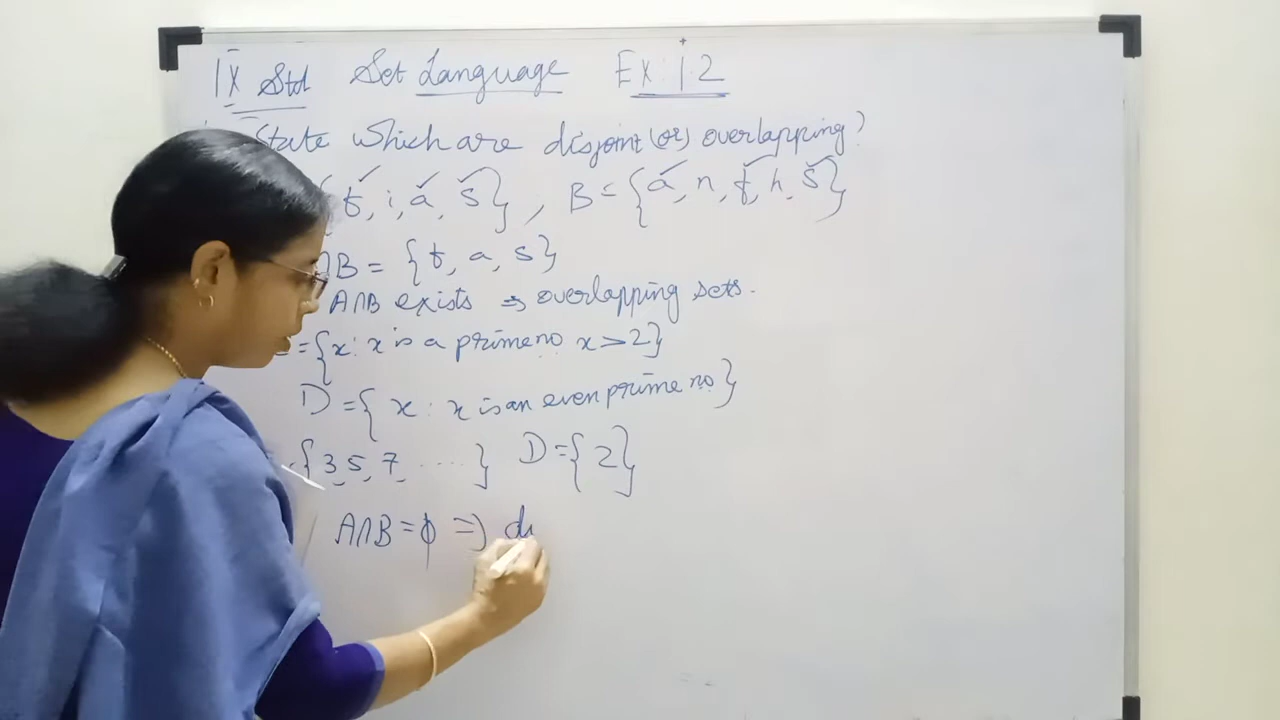 IX Std Set Language Ex: 1.2
State which are disjoint (or) overlapping?
{f, i, a, s}, B = {a, n, f, h, s}
∩B = {f, a, s}
A∩B exists ⇒ overlapping sets.
={x: x is a prime no. x>2}
D = { x : x is an even prime no}
{3, 5, 7 ..... } D={2}
A∩B = ϕ ⇒ di